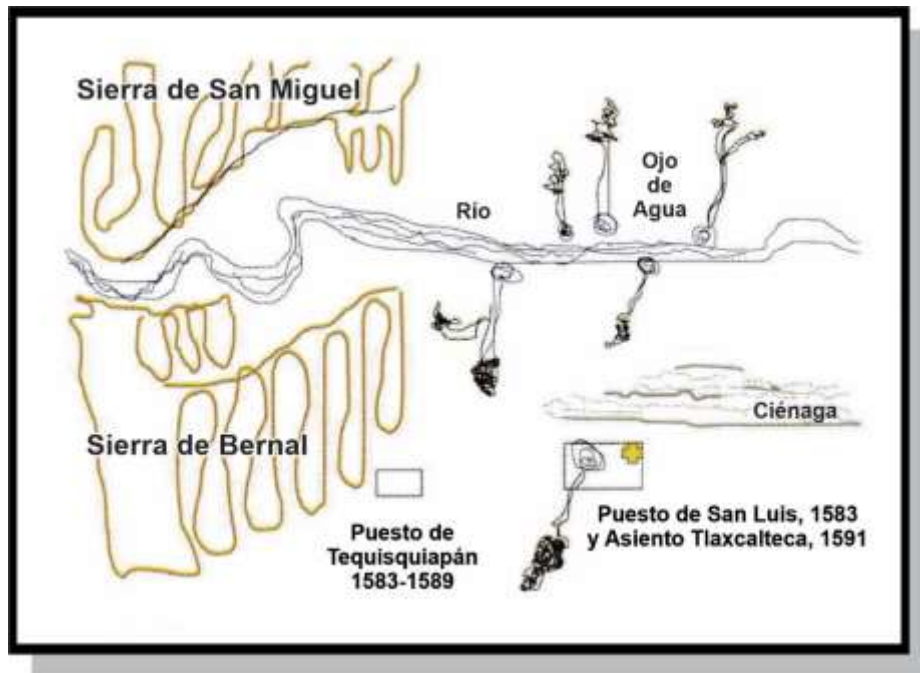 Sierra de San Miguel
Río
Ojo
de
Agua
Sierra de Bernal
Ciénaga
Puesto de
Tequisquiapán
1583-1589
Puesto de San Luis, 1583
y Asiento Tlaxcalteca, 1591